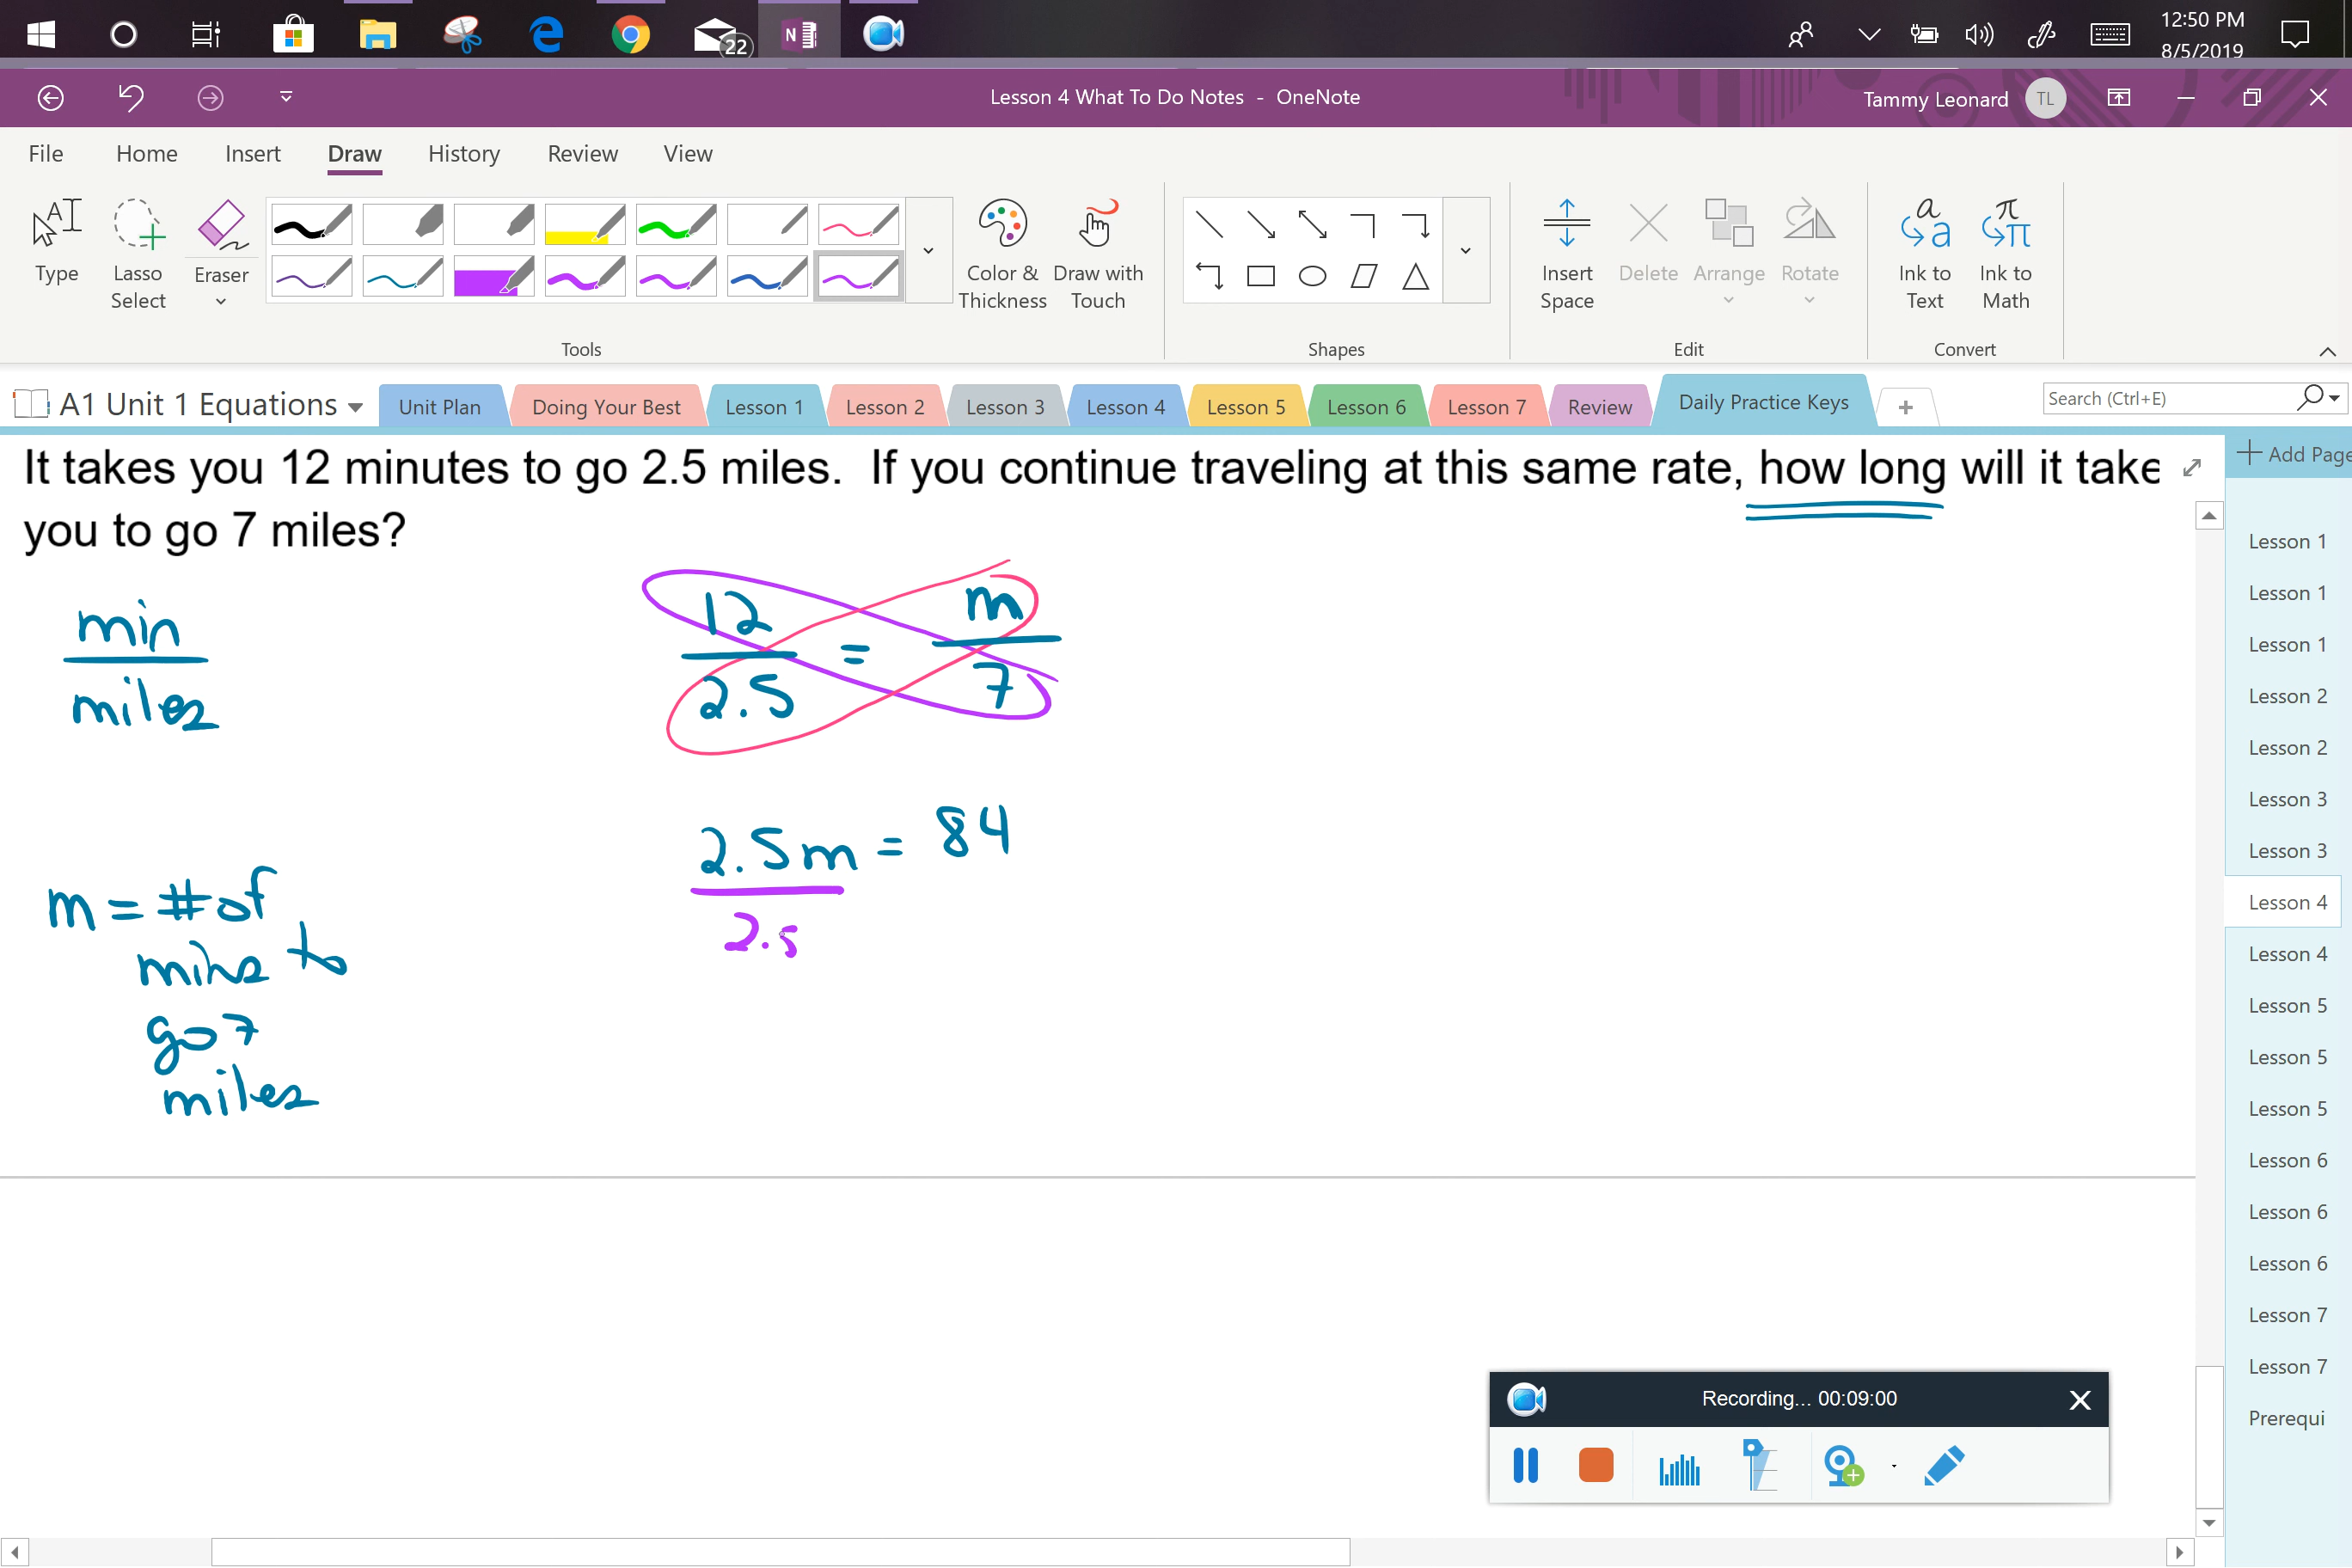 22
N
12:50 PM
8/5/2019
Lesson 4 What To Do Notes - OneNote
Tammy Leonard
TL
File
Home
Insert
Draw
History
Review
View
A
Type
Lasso
Select
Eraser
Color &
Thickness
Draw with
Touch
Insert
Space
Delete
Arrange
Rotate
a
a
Ink to
Text
π
π
Ink to
Math
Tools
Shapes
Edit
Convert
A1 Unit 1 Equations
Unit Plan
Doing Your Best
Lesson 1
Lesson 2
Lesson 3
Lesson 4
Lesson 5
Lesson 6
Lesson 7
Review
Daily Practice Keys
+
Search (Ctrl+E)
It takes you 12 minutes to go 2.5 miles. If you continue traveling at this same rate, how long will it take
you to go 7 miles?
min
miles
12
2.5
=
m
7
2.5m = 84
2.5
m = # of
mins to
go 7
miles
Add Page
Lesson 1
Lesson 1
Lesson 1
Lesson 2
Lesson 2
Lesson 3
Lesson 3
Lesson 4
Lesson 4
Lesson 5
Lesson 5
Lesson 5
Lesson 6
Lesson 6
Lesson 6
Lesson 7
Lesson 7
Prerequi
Recording... 00:09:00